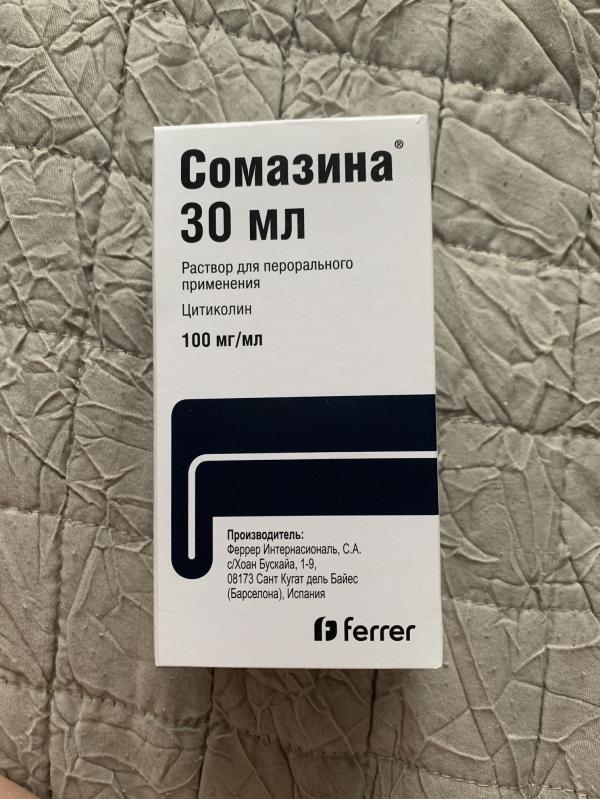 Сомазина®
30 мл
Раствор для перорального
применения
Цитиколин
100 мг/мл
Производитель:
Феррер Интернасиональ, С.А.
с/Хоан Бускайа, 1-9,
08173 Сант Кугат дель Байес
(Барселона), Испания
ferrer